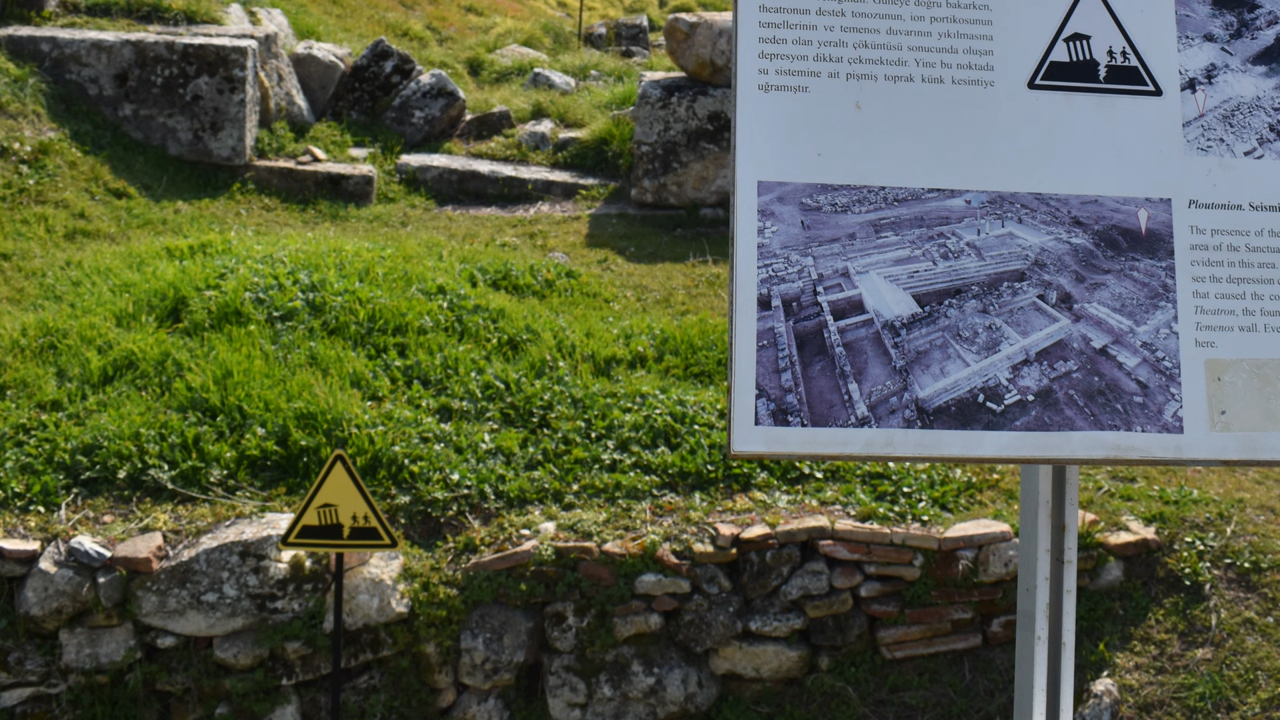 theatronun destek tonozunun, ion portikosunun
temellerinin ve temenos duvarının yıkılmasına
neden olan yeraltı çöküntüsü sonucunda oluşan
depresyon dikkat çekmektedir. Yine bu noktada
su sistemine ait pişmiş toprak künk kesintiye
uğramıştır.
Ploutonion. Seismi
The presence of the
area of the Sanctua
evident in this area.
see the depression
that caused the co
Theatron, the foun
Temenos wall. Eve
here.